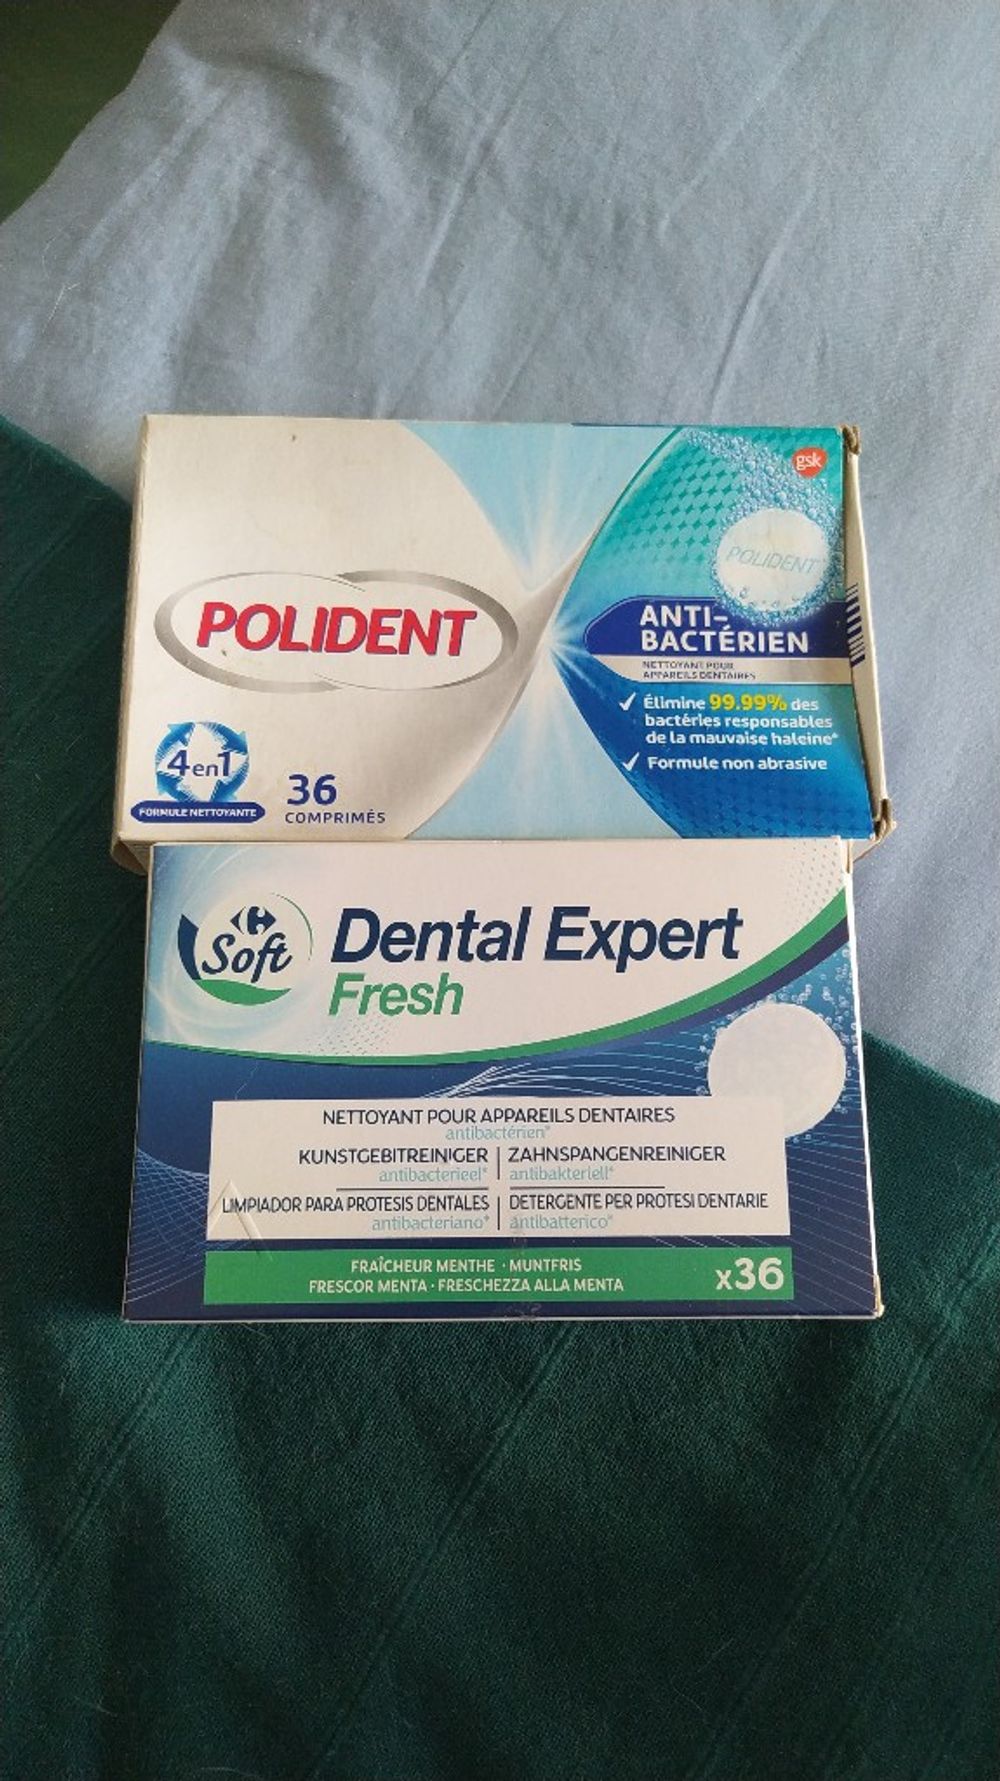 gsk
POLIDENT
POLIDENT
ANTI-
BACTÉRIEN
NETTOYANT POUR
APPAREILS DENTAIRES
✓ Élimine 99.99% des
bactéries responsables
de la mauvaise haleine*
✓ Formule non abrasive
4en1
FORMULE NETTOYANTE
36
COMPRIMÉS
Soft
Dental Expert
Fresh
NETTOYANT POUR APPAREILS DENTAIRES
antibactérien*
KUNSTGEBITREINIGER | ZAHNSPANGENREINIGER
antibacterieel* | antibakteriell*
LIMPIADOR PARA PROTESIS DENTALES | DETERGENTE PER PROTESI DENTARIE
antibacteriano* | antibatterico*
FRAÎCHEUR MENTHE · MUNTFRIS
FRESCOR MENTA · FRESCHEZZA ALLA MENTA
x36